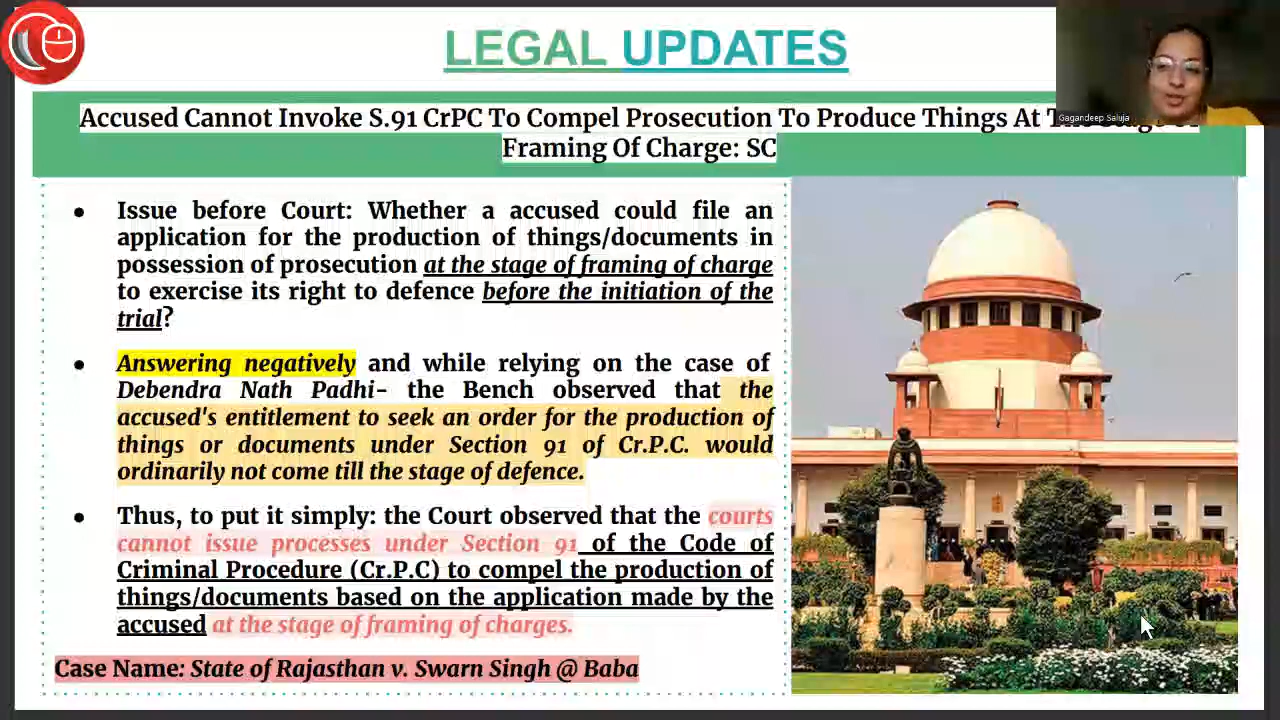 LEGAL UPDATES
Accused Cannot Invoke S.91 CrPC To Compel Prosecution To Produce Things At
Framing Of Charge: SC
Gagandeep Saluja
● Issue before Court: Whether a accused could file an
application for the production of things/documents in
possession of prosecution at the stage of framing of charge
to exercise its right to defence before the initiation of the
trial?
● Answering negatively and while relying on the case of
Debendra Nath Padhi- the Bench observed that the
accused's entitlement to seek an order for the production of
things or documents under Section 91 of Cr.P.C. would
ordinarily not come till the stage of defence.
● Thus, to put it simply: the Court observed that the courts
cannot issue processes under Section 91 of the Code of
Criminal Procedure (Cr.P.C) to compel the production of
things/documents based on the application made by the
accused at the stage of framing of charges.
Case Name: State of Rajasthan v. Swarn Singh @ Baba